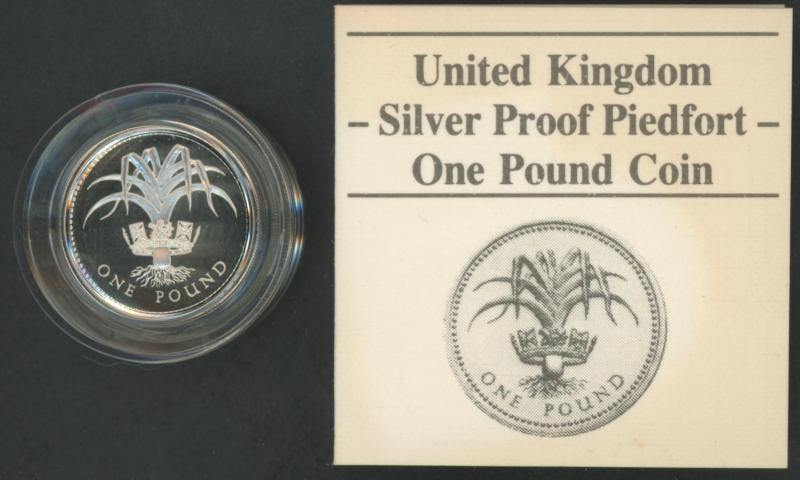 ONE POUND
United Kingdom
– Silver Proof Piedfort –
One Pound Coin
ONE POUND